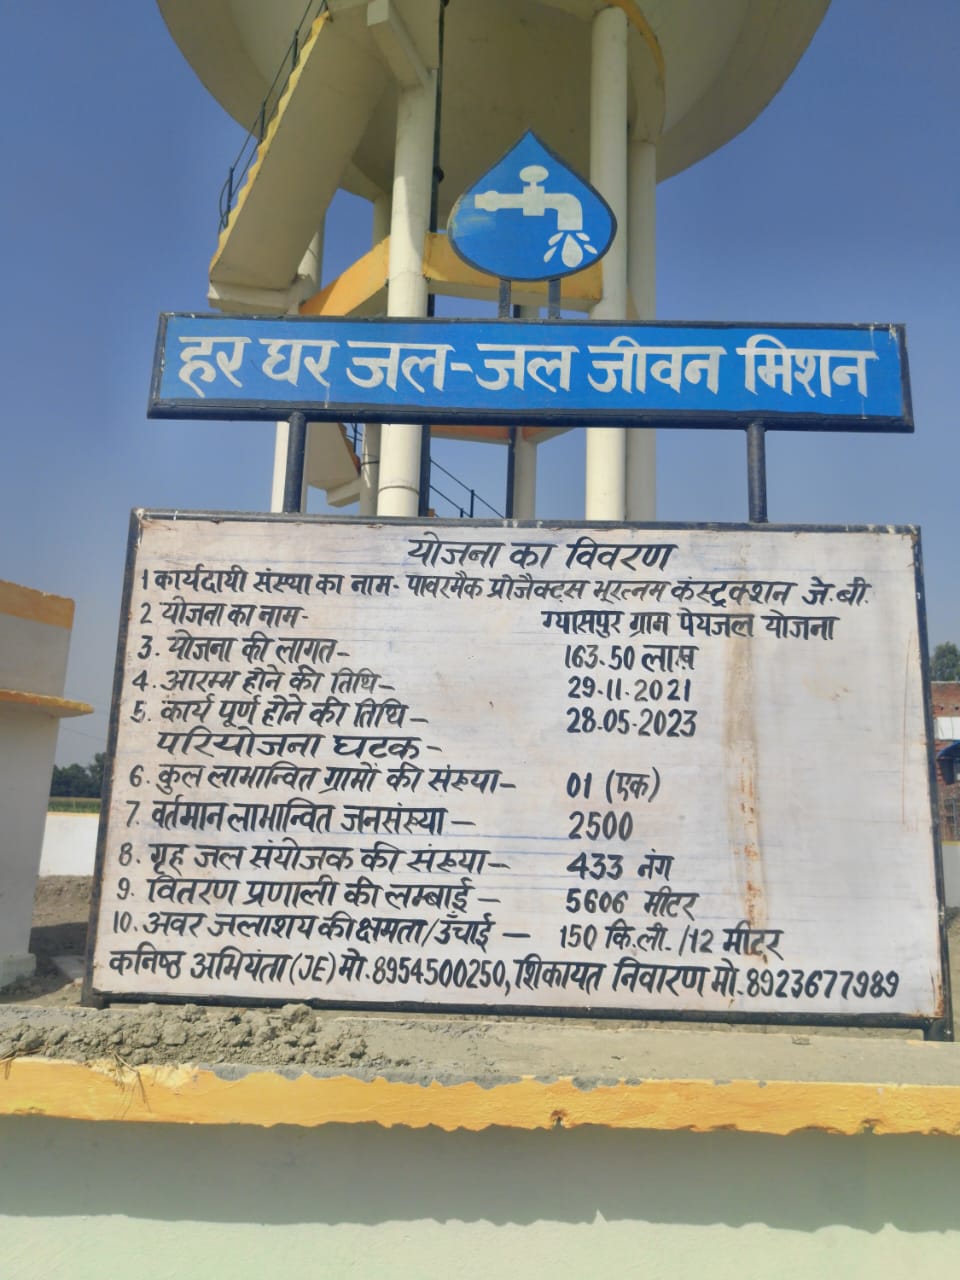 हर घर जल-जल जीवन मिशन
योजना का विवरण
1 कार्यदायी संस्था का नाम- पावरमैक प्रोजैक्ट्स भूरत्नम कंस्ट्रक्शन जे.बी.
2 योजना का नाम- ग्यासपुर ग्राम पेयजल योजना
3. योजना की लागत- 163.50 लाख
4. आरम्भ होने की तिथि- 29.11.2021
5. कार्य पूर्ण होने की तिथि- 28.05.2023
परियोजना घटक-
6. कुल लाभान्वित ग्रामों की संख्या- 01 (एक)
7. वर्तमान लाभान्वित जनसंख्या- 2500
8. गृह जल संयोजक की संख्या- 433 नंग
9. वितरण प्रणाली की लम्बाई- 5606 मीटर
10. अवर जलाशय की क्षमता/उँचाई- 150 कि.ली. /12 मीटर
कनिष्ठ अभियंता (JE) मो. 8954500250, शिकायत निवारण मो. 8923677989